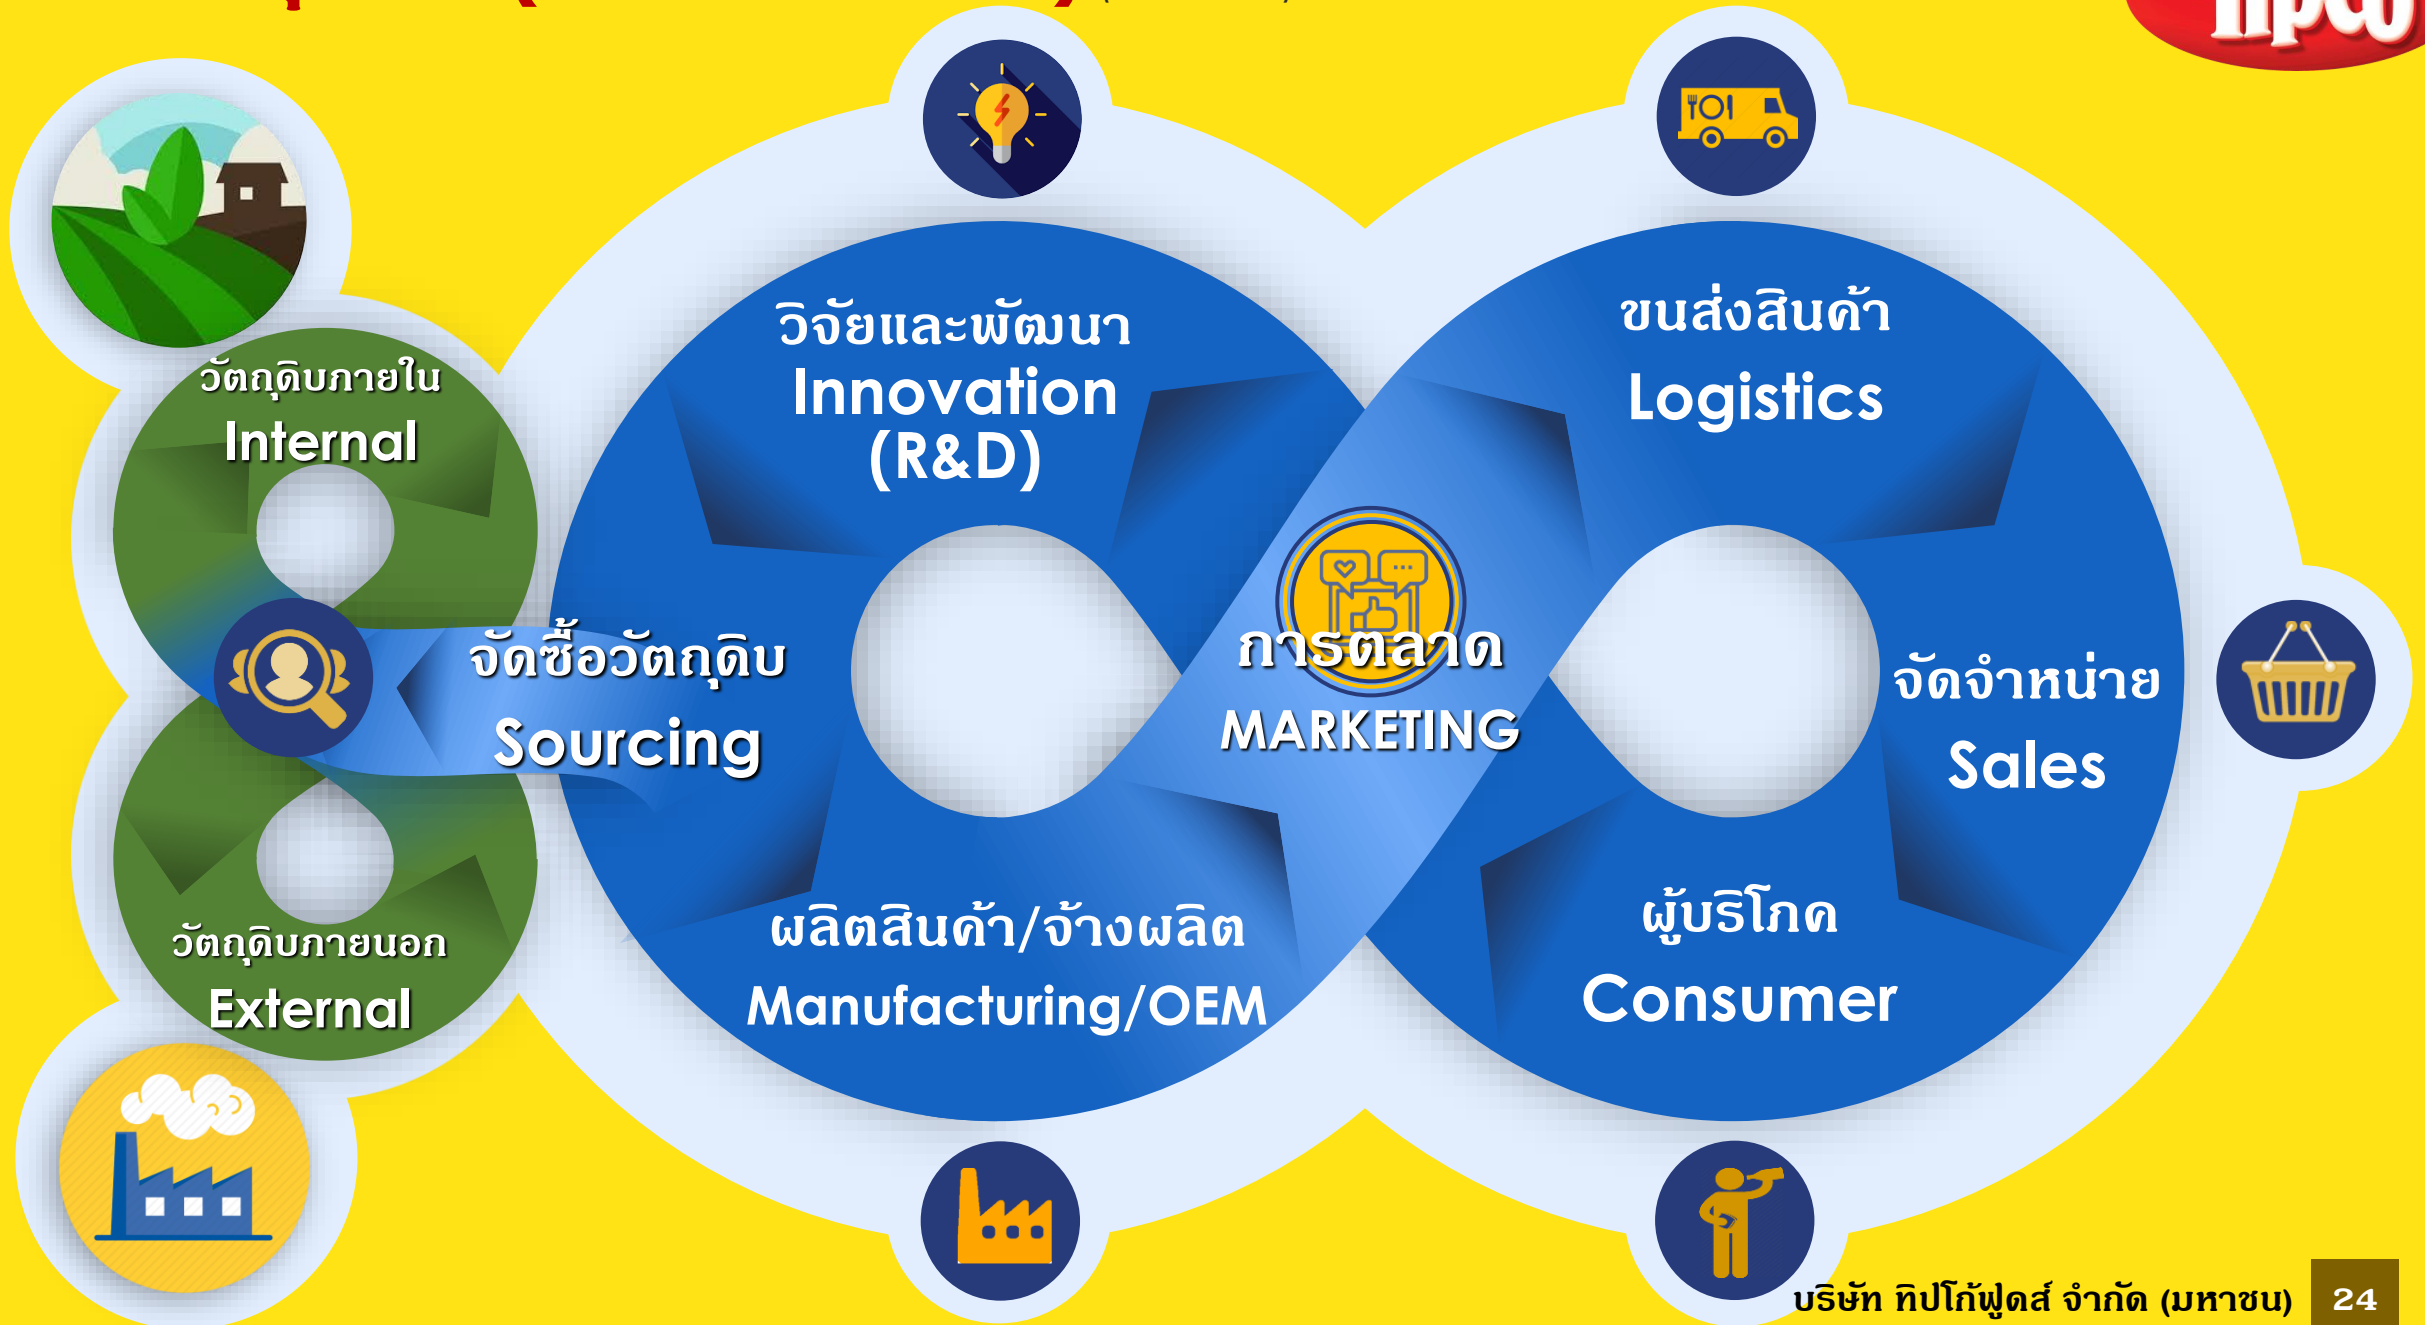 วิจัยและพัฒนา
Innovation
(R&D)
ขนส่งสินค้า
Logistics
วัตถุดิบภายใน
Internal
จัดซื้อวัตถุดิบ
Sourcing
การตลาด
MARKETING
จัดจำหน่าย
Sales
วัตถุดิบภายนอก
External
ผลิตสินค้า/จ้างผลิต
Manufacturing/OEM
ผู้บริโภค
Consumer
บริษัท ทิปโก้ฟูดส์ จำกัด (มหาชน)
24